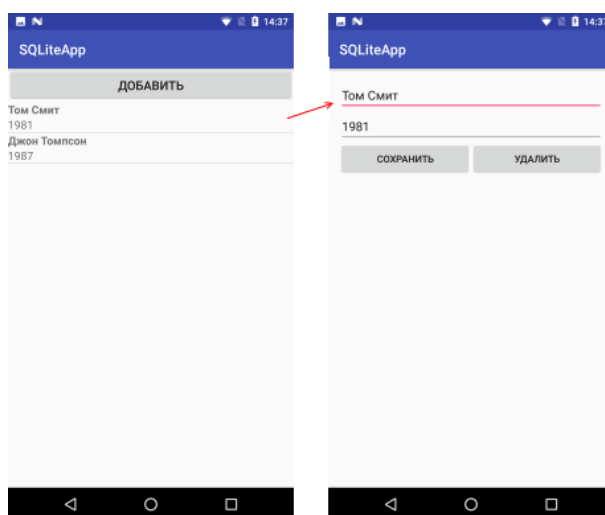 14:37
SQLiteApp
ДОБАВИТЬ
Том Смит
1981
Джон Томпсон
1987
14:37
SQLiteApp
Том Смит
1981
СОХРАНИТЬ
УДАЛИТЬ